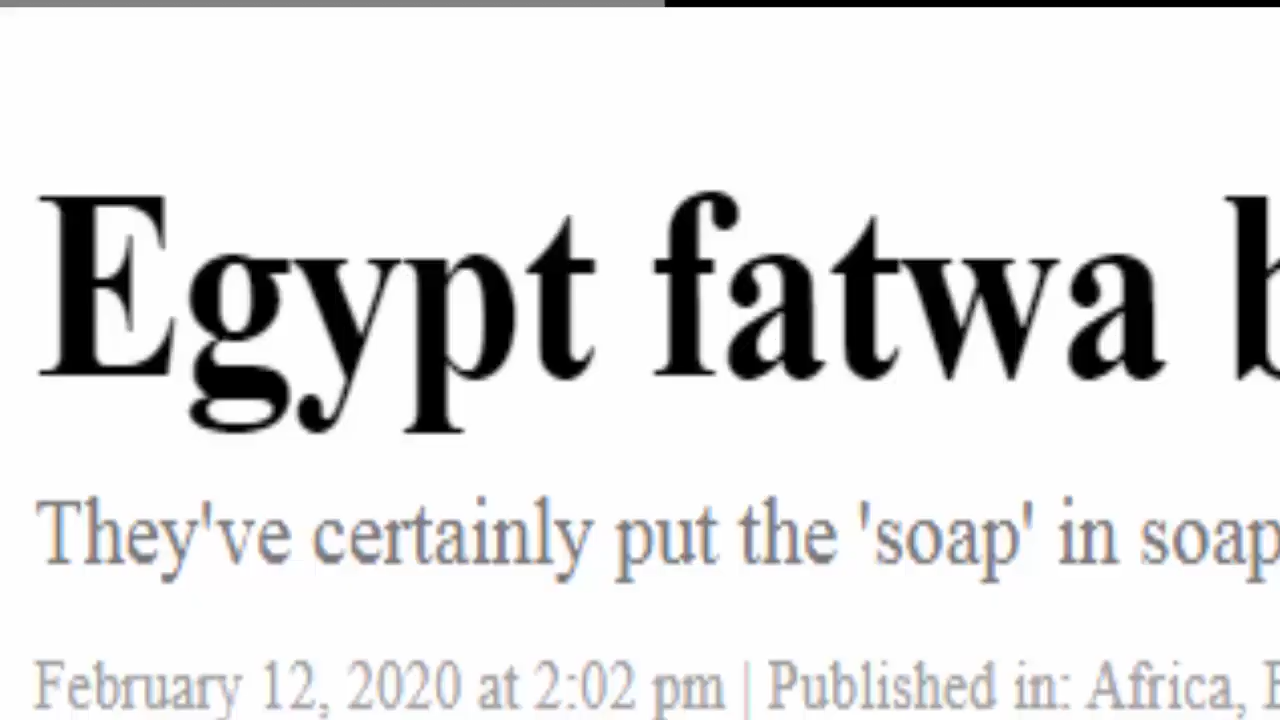 Egypt fatwa b
They've certainly put the 'soap' in soap
February 12, 2020 at 2:02 pm | Published in: Africa, E